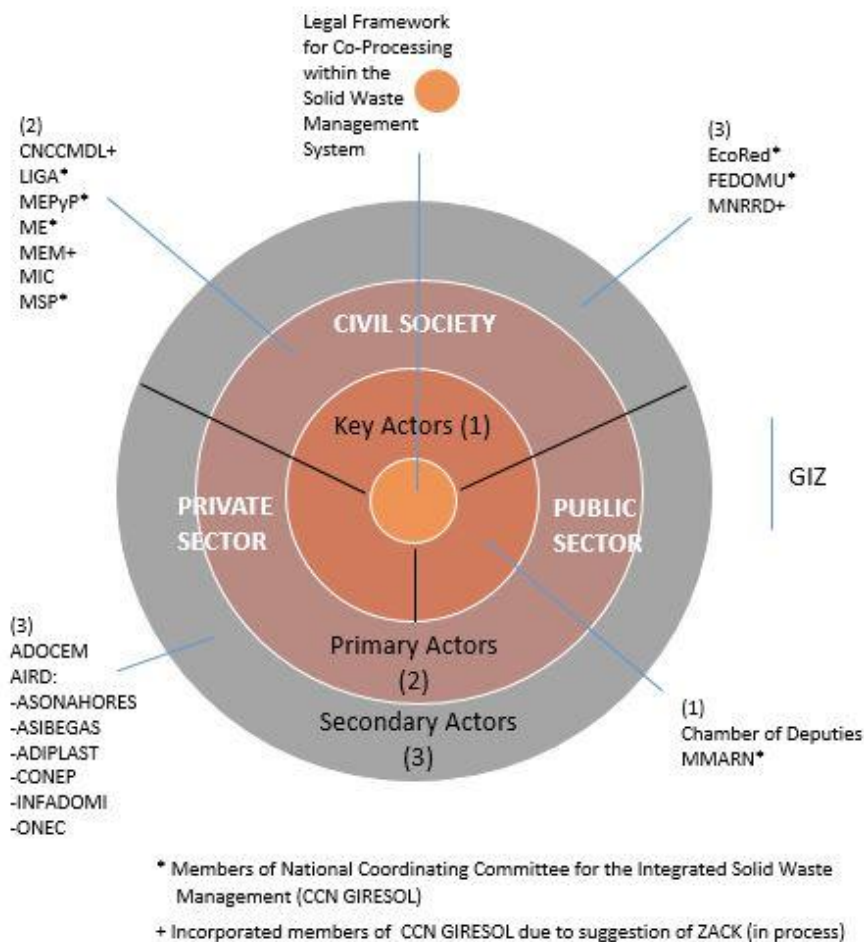 Legal Framework
for Co-Processing
within the
Solid Waste
Management
System
(2)
CNCCMDL+
LIGA*
MEPyP*
ME*
MEM+
MIC
MSP*
(3)
EcoRed*
FEDOMU*
MNRRD+
CIVIL SOCIETY
Key Actors (1)
PRIVATE
SECTOR
PUBLIC
SECTOR
GIZ
Primary Actors
(2)
Secondary Actors
(3)
(3)
ADOCEM
AIRD:
-ASONAHORES
-ASIBEGAS
-ADIPLAST
-CONEP
-INFADOMI
-ONEC
(1)
Chamber of Deputies
MMARN*
* Members of National Coordinating Committee for the Integrated Solid Waste
Management (CCN GIRESOL)
+ Incorporated members of CCN GIRESOL due to suggestion of ZACK (in process)